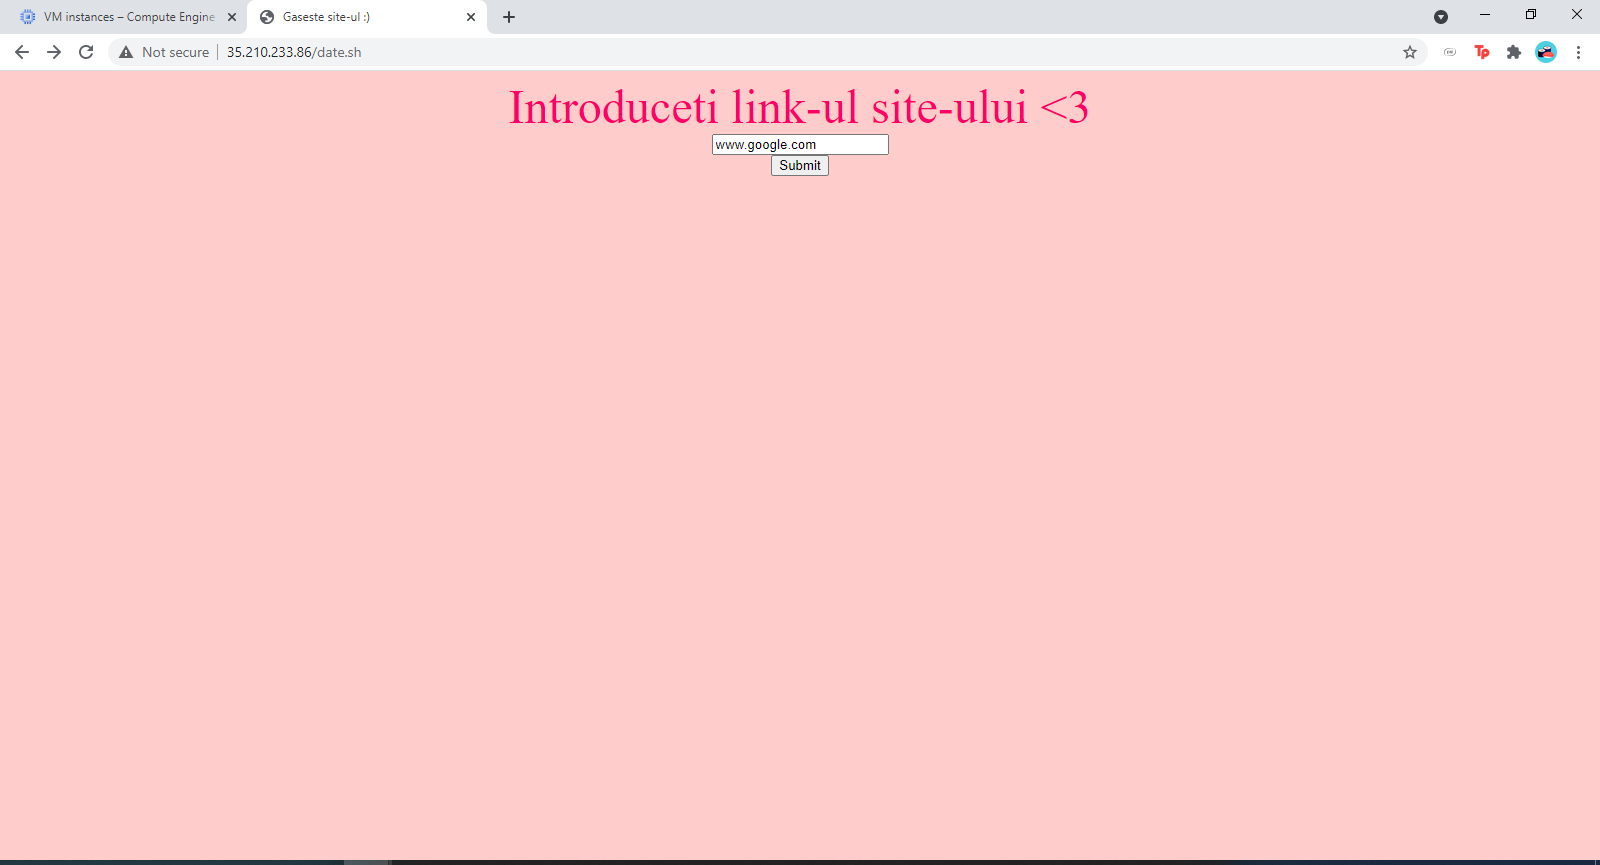 VM instances – Compute Engine
Gaseste site-ul :)
Not secure
35.210.233.86/date.sh
Tp
Introduceti link-ul site-ului <3
www.google.com
Submit